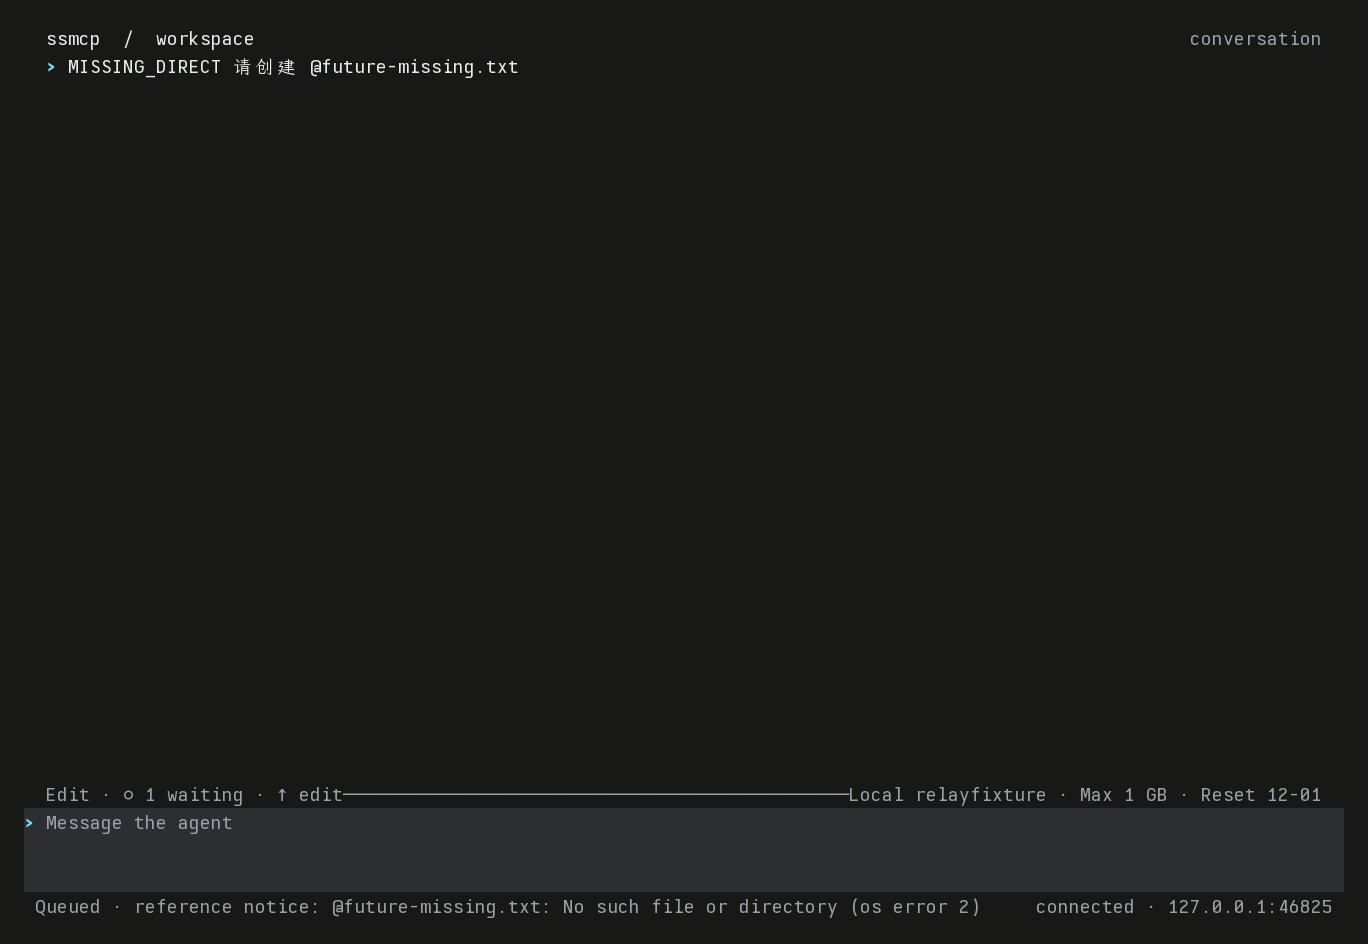 ssmcp / workspace conversation
› MISSING_DIRECT 请创建 @future-missing.txt
Edit · ○ 1 waiting · ↑ edit Local relayfixture · Max 1 GB · Reset 12-01
› Message the agent
Queued · reference notice: @future-missing.txt: No such file or directory (os error 2) connected · 127.0.0.1:46825